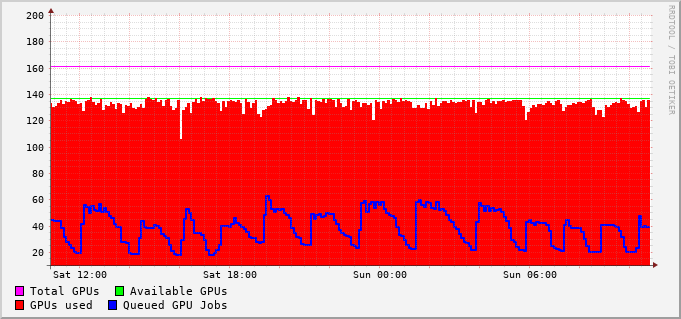 200
180
160
140
120
100
80
60
40
20
Sat 12:00 Sat 18:00 Sun 00:00 Sun 06:00
Total GPUs Available GPUs
GPUs used Queued GPU Jobs
RRDTOOL / TOBI OETIKER